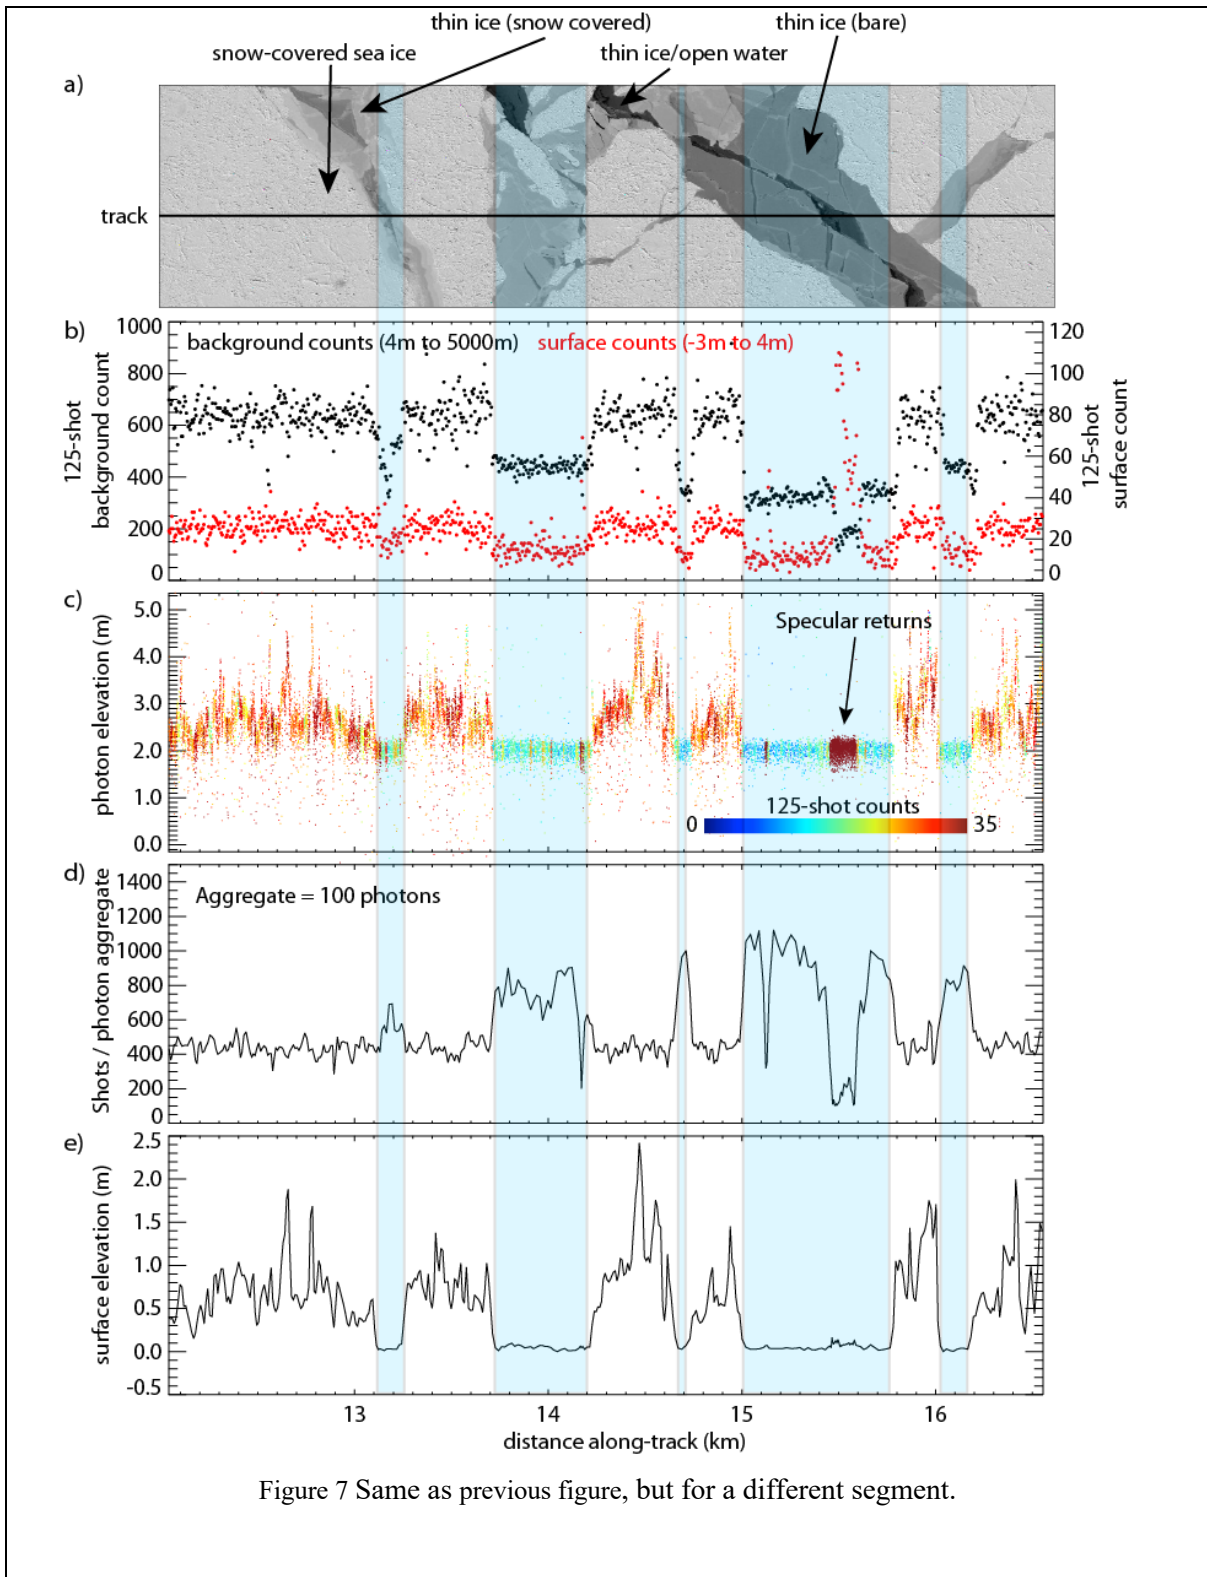 thin ice (snow covered)
thin ice (bare)
snow-covered sea ice
thin ice/open water
a)
track
b)
1000
800
600
400
200
0
125-shot
background count
background counts (4m to 5000m)
surface counts (-3m to 4m)
120
100
80
60
40
20
0
125-shot
surface count
c)
5.0
4.0
3.0
2.0
1.0
0.0
photon elevation (m)
Specular returns
125-shot counts
0
35
d)
1400
1200
1000
800
600
400
200
0
Shots / photon aggregate
Aggregate = 100 photons
e)
2.5
2.0
1.5
1.0
0.5
0.0
-0.5
surface elevation (m)
13
14
15
16
distance along-track (km)
Figure 7 Same as previous figure, but for a different segment.